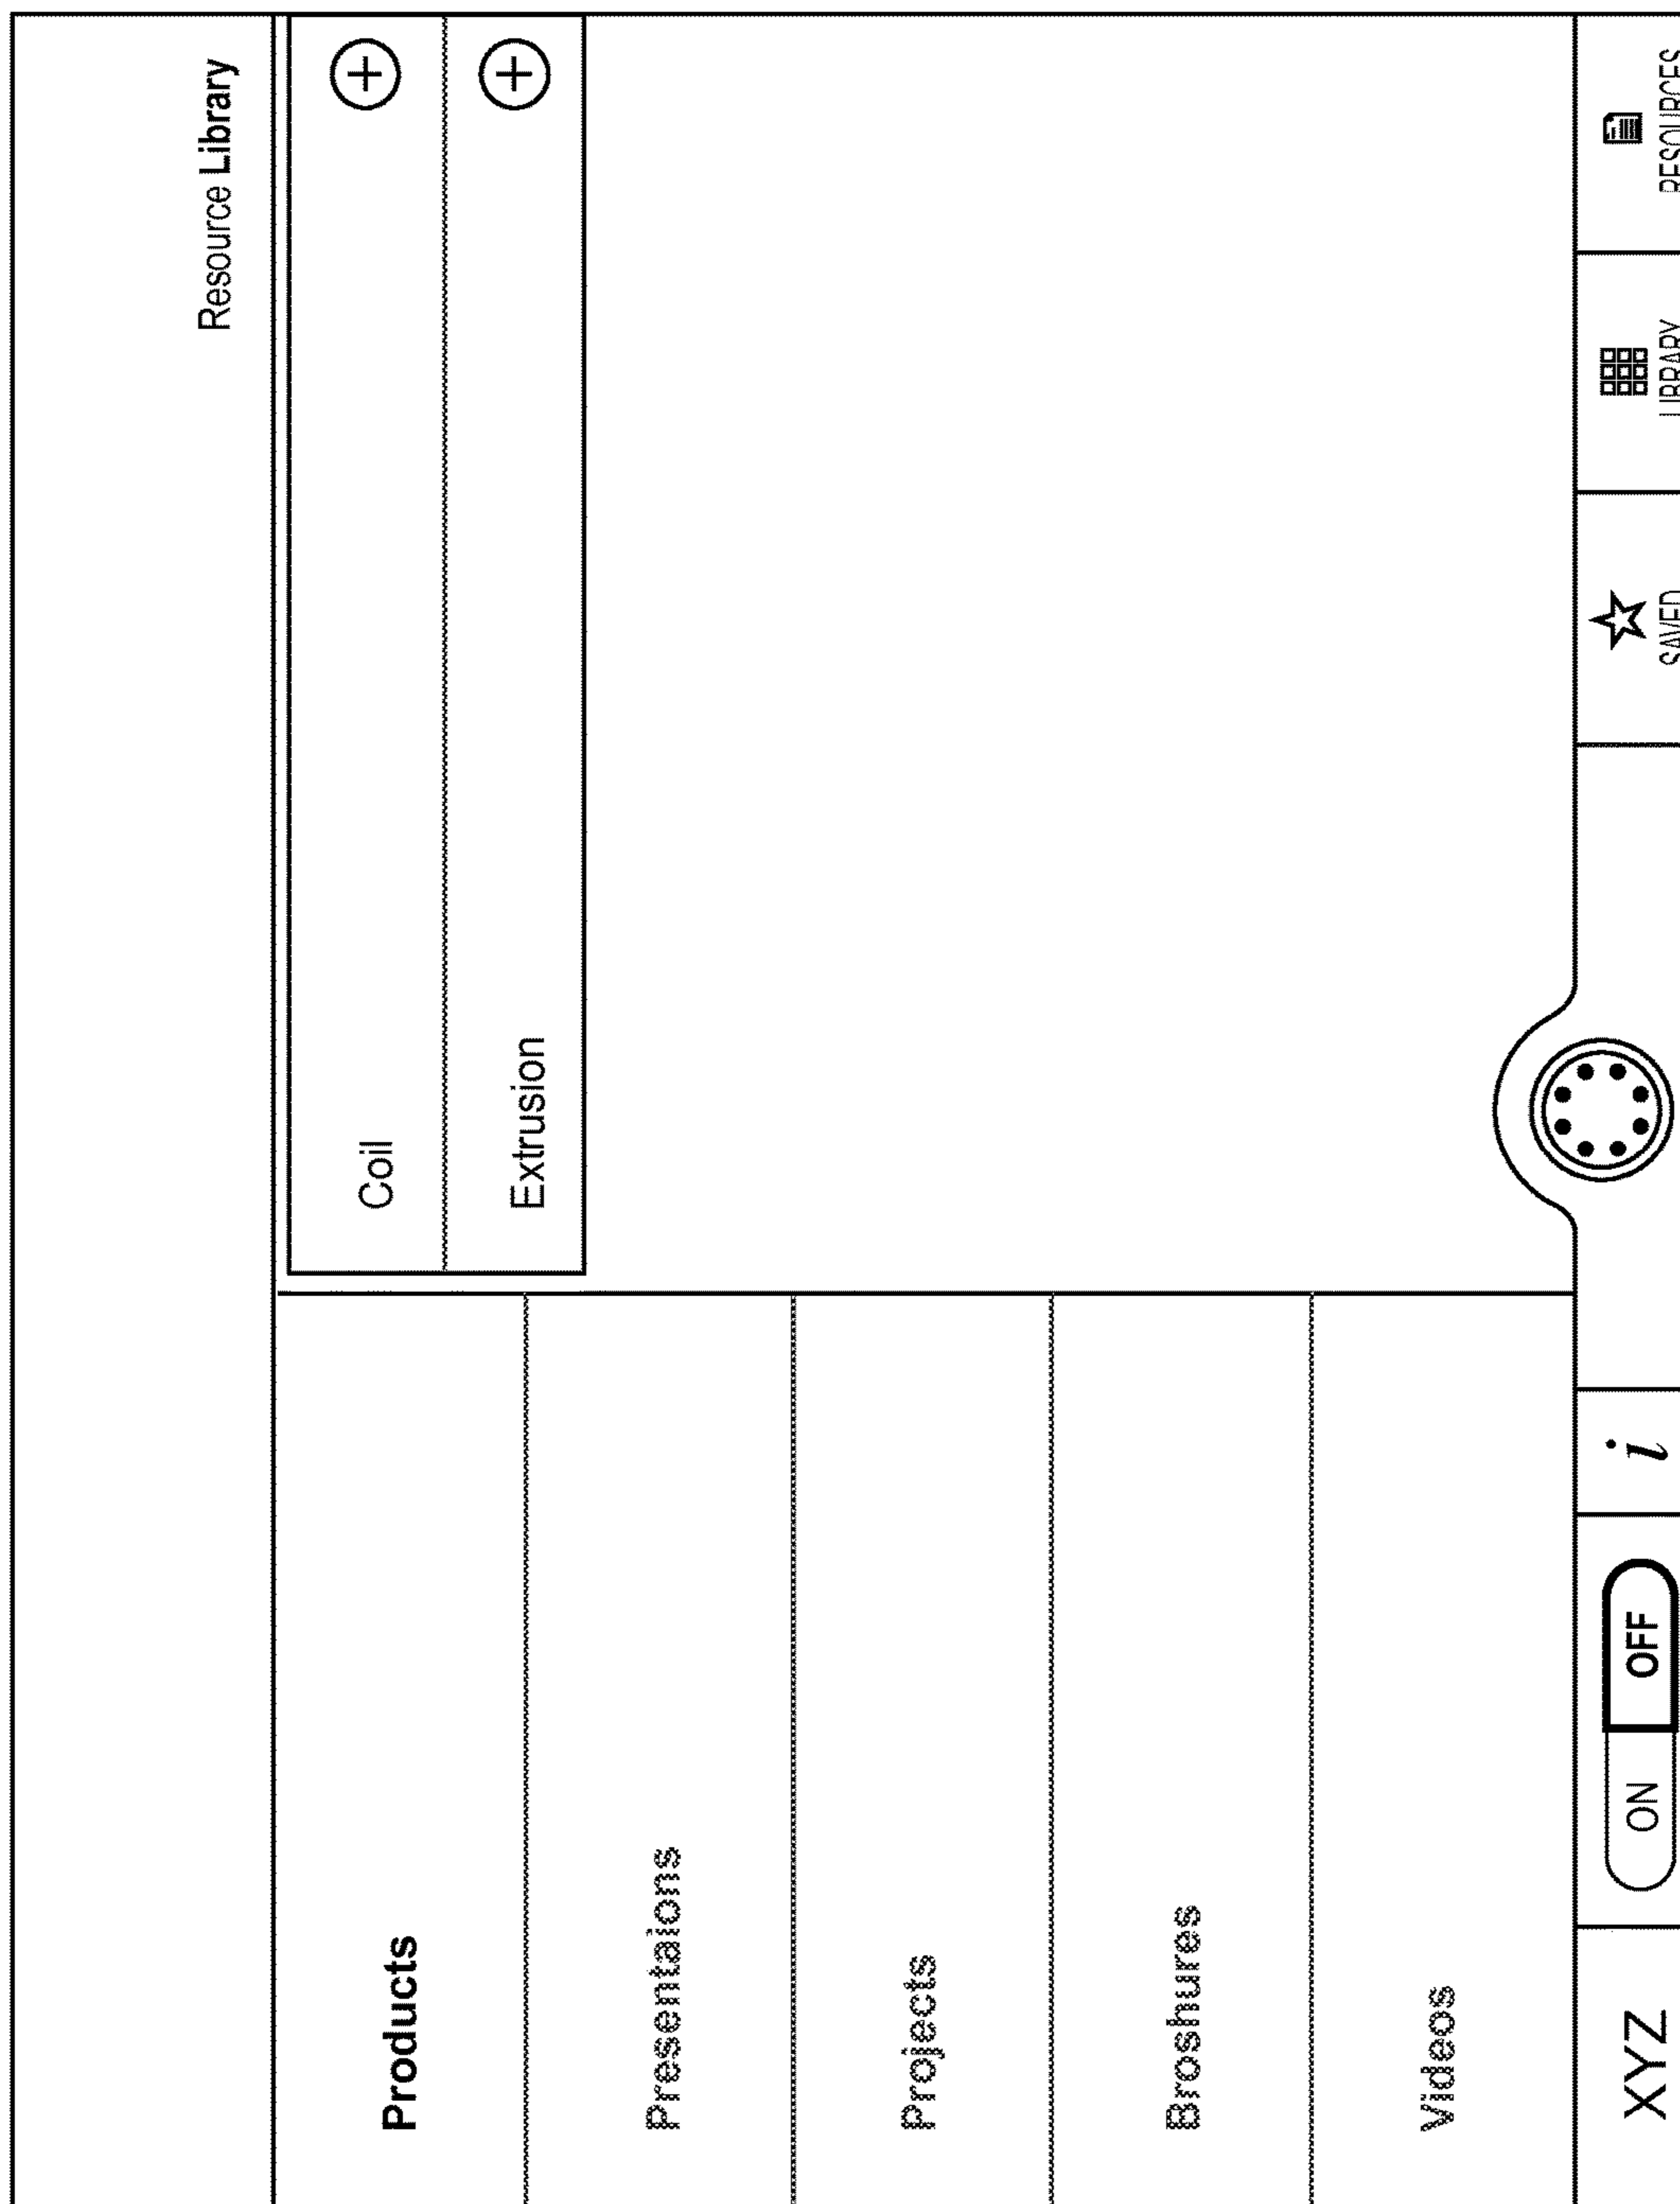 Resource Library
Products
Presentaions
Projects
Broshures
Videos
Coil
Extrusion
XYZ
ON OFF
i
SAVED
LIBRARY
RESOURCES